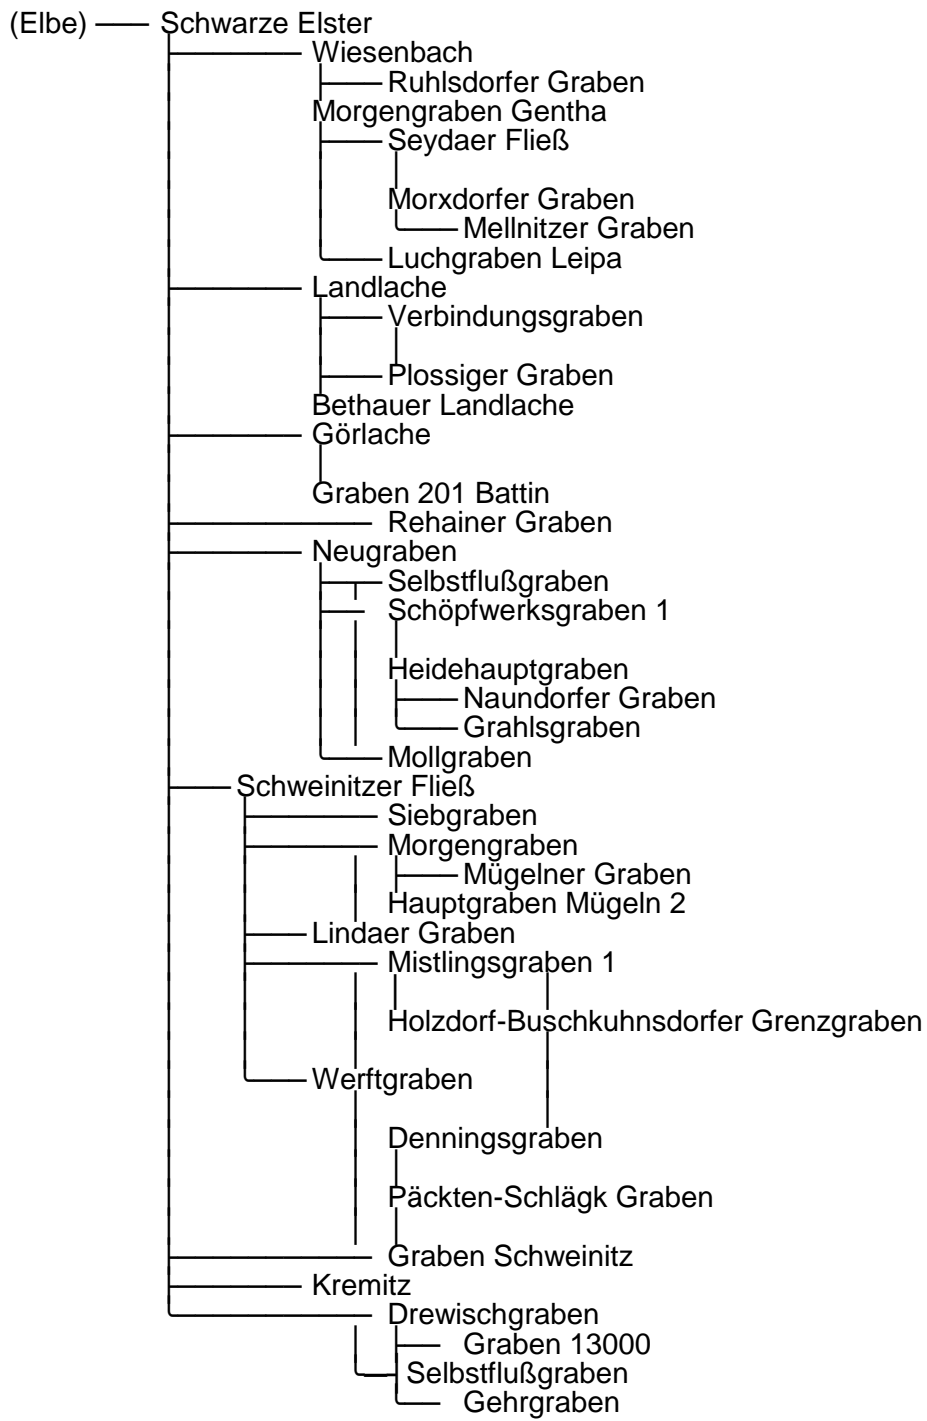 (Elbe) Schwarze Elster
Wiesenbach
Ruhlsdorfer Graben
Morgengraben Gentha
Seydaer Fließ
Morxdorfer Graben
Mellnitzer Graben
Luchgraben Leipa
Landlache
Verbindungsgraben
Plossiger Graben
Bethauer Landlache
Görlache
Graben 201 Battin
Rehainer Graben
Neugraben
Selbstflußgraben
Schöpfwerksgraben 1
Heidehauptgraben
Naundorfer Graben
Grahlsgraben
Mollgraben
Schweinitzer Fließ
Siebgraben
Morgengraben
Mügelner Graben
Hauptgraben Mügeln 2
Lindaer Graben
Mistlingsgraben 1
Holzdorf-Buschkuhnsdorfer Grenzgraben
Werftgraben
Denningsgraben
Päckten-Schlägk Graben
Graben Schweinitz
Kremitz
Drewischgraben
Graben 13000
Selbstflußgraben
Gehrgraben